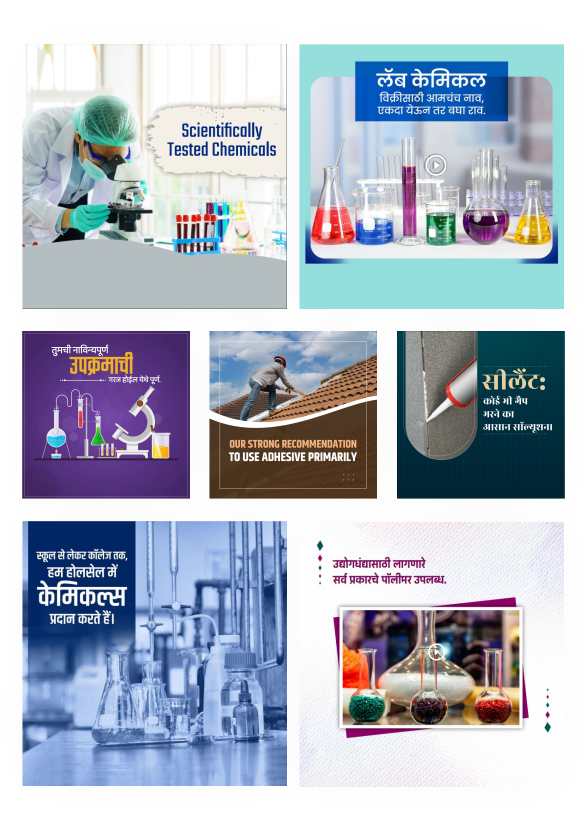 Scientifically
Tested Chemicals
लॅब केमिकल
विक्रीसाठी आमचंच नाव,
एकदा येऊन तर बघा राव.
तुमची नाविन्यपूर्ण
उपक्रमाची
गरज होईल येथे पूर्ण.
OUR STRONG RECOMMENDATION
TO USE ADHESIVE PRIMARILY
सीलैंट:
कोई भी गैप
भरने का
आसान सॉल्यूशन!
स्कूल से लेकर कॉलेज तक,
हम होलसेल में
केमिकल्स
प्रदान करते हैं।
उद्योगधंद्यासाठी लागणारे
सर्व प्रकारचे पॉलीमर उपलब्ध.